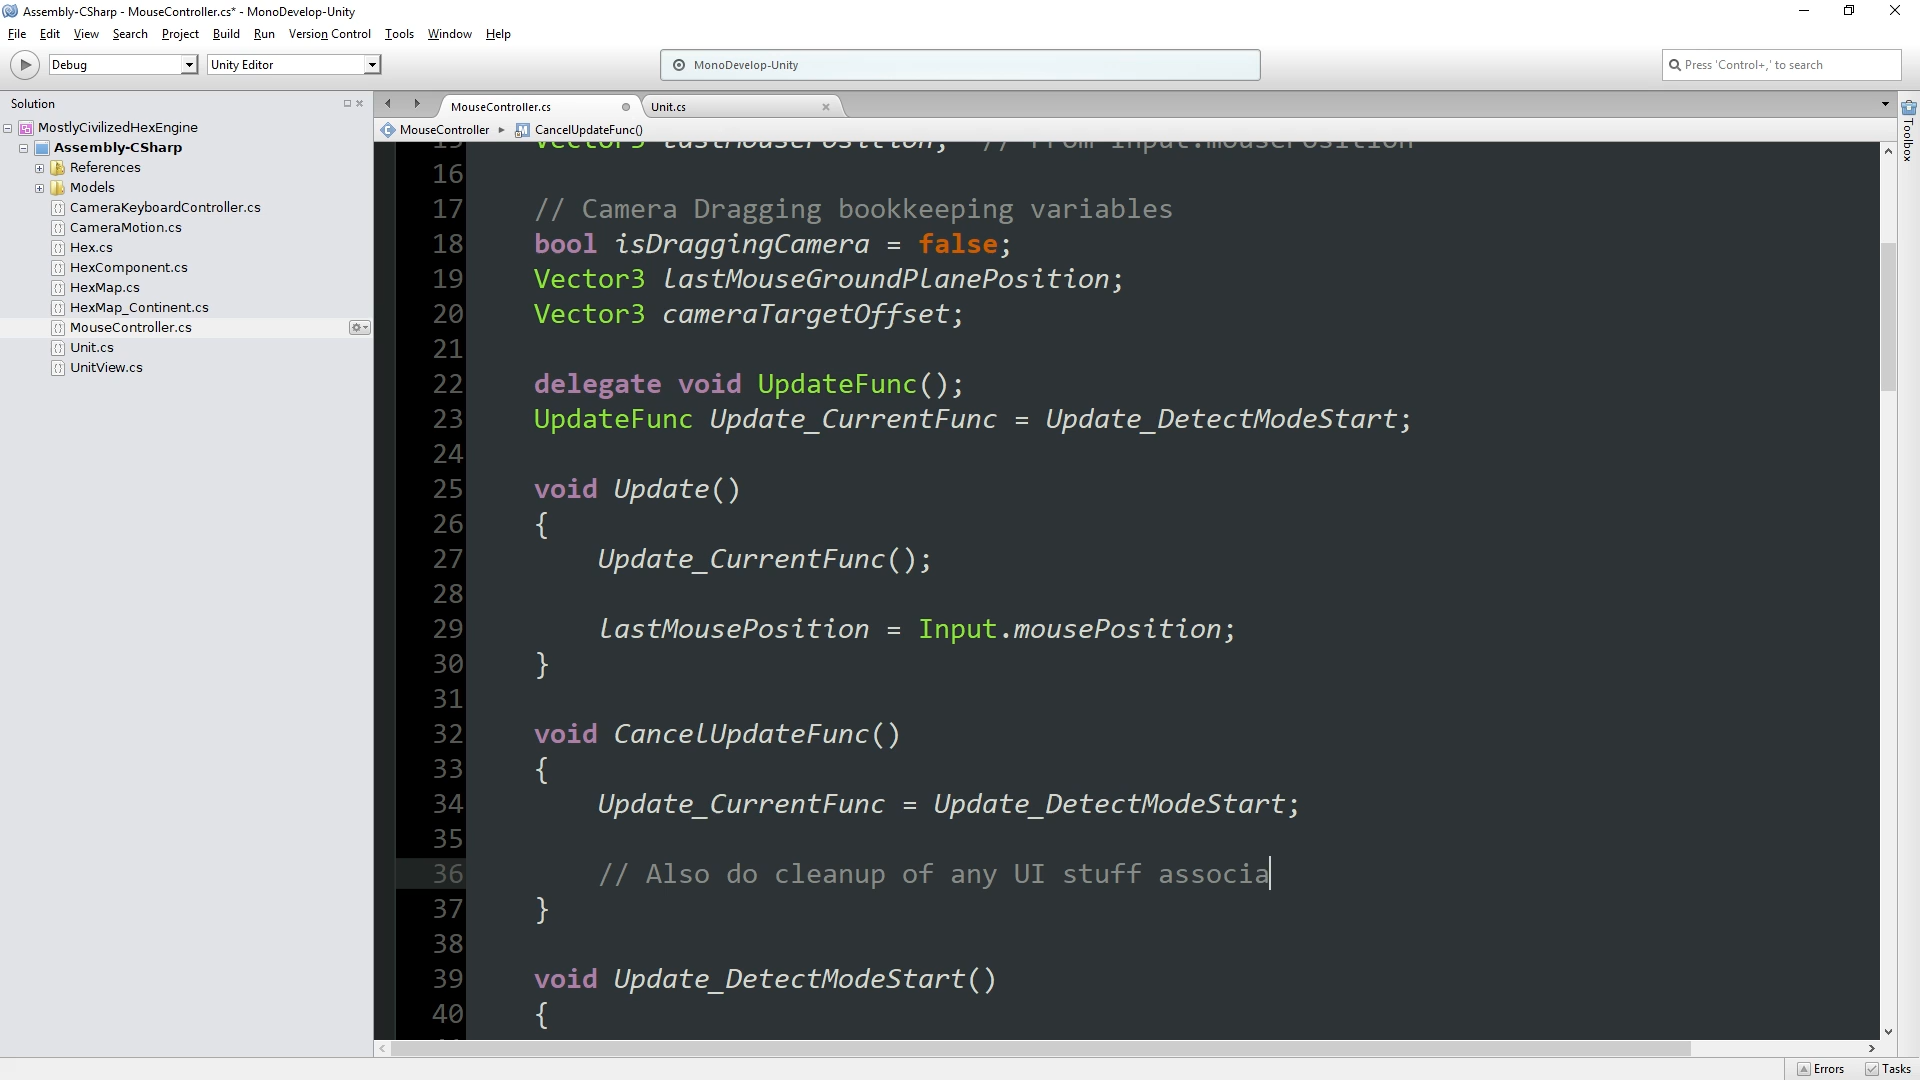 Assembly-CSharp - MouseController.cs* - MonoDevelop-Unity
File Edit View Search Project Build Run Version Control Tools Window Help
Debug Unity Editor MonoDevelop-Unity Press 'Control+,' to search
Solution MouseController.cs Unit.cs
MostlyCivilizedHexEngine
Assembly-CSharp
References
Models
CameraKeyboardController.cs
CameraMotion.cs
Hex.cs
HexComponent.cs
HexMap.cs
HexMap_Continent.cs
MouseController.cs
Unit.cs
UnitView.cs
MouseController CancelUpdateFunc()
15 Vector3 lastMousePosition; // From Input.mousePosition
16
17 // Camera Dragging bookkeeping variables
18 bool isDraggingCamera = false;
19 Vector3 lastMouseGroundPlanePosition;
20 Vector3 cameraTargetOffset;
21
22 delegate void UpdateFunc();
23 UpdateFunc Update_CurrentFunc = Update_DetectModeStart;
24
25 void Update()
26 {
27 Update_CurrentFunc();
28
29 lastMousePosition = Input.mousePosition;
30 }
31
32 void CancelUpdateFunc()
33 {
34 Update_CurrentFunc = Update_DetectModeStart;
35
36 // Also do cleanup of any UI stuff associa
37 }
38
39 void Update_DetectModeStart()
40 {
Toolbox
Errors Tasks